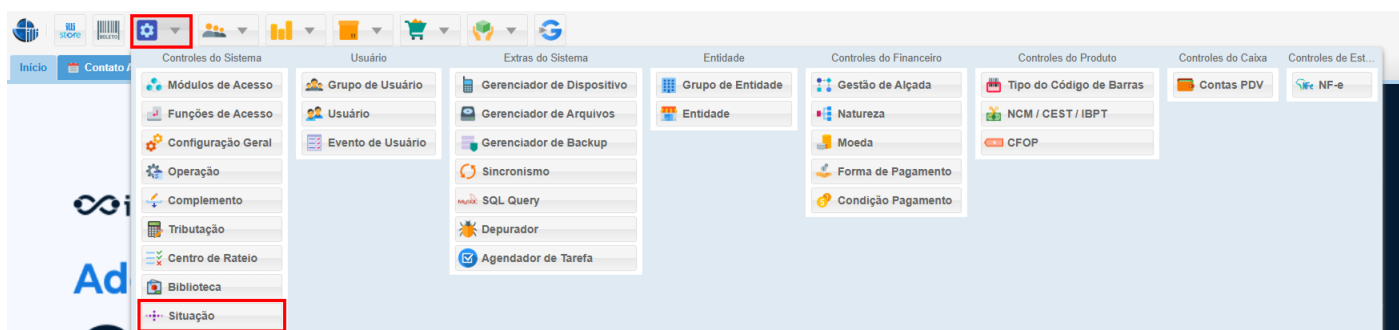 illi
illi
store
BOLETO
Início
Contato A
Controles do Sistema
Módulos de Acesso
Funções de Acesso
Configuração Geral
Operação
Complemento
Tributação
Centro de Rateio
Biblioteca
Situação
Usuário
Grupo de Usuário
Usuário
Evento de Usuário
Extras do Sistema
Gerenciador de Dispositivo
Gerenciador de Arquivos
Gerenciador de Backup
Sincronismo
MySQL SQL Query
Depurador
Agendador de Tarefa
Entidade
Grupo de Entidade
Entidade
Controles do Financeiro
Gestão de Alçada
Natureza
Moeda
Forma de Pagamento
Condição Pagamento
Controles do Produto
Tipo do Código de Barras
NCM / CEST / IBPT
CFOP
Controles do Caixa
Contas PDV
Controles de Est...
NFe NF-e
i
Ad